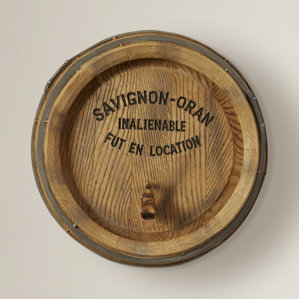 SAVIGNON-ORAN
INALIENABLE
FUT EN LOCATION